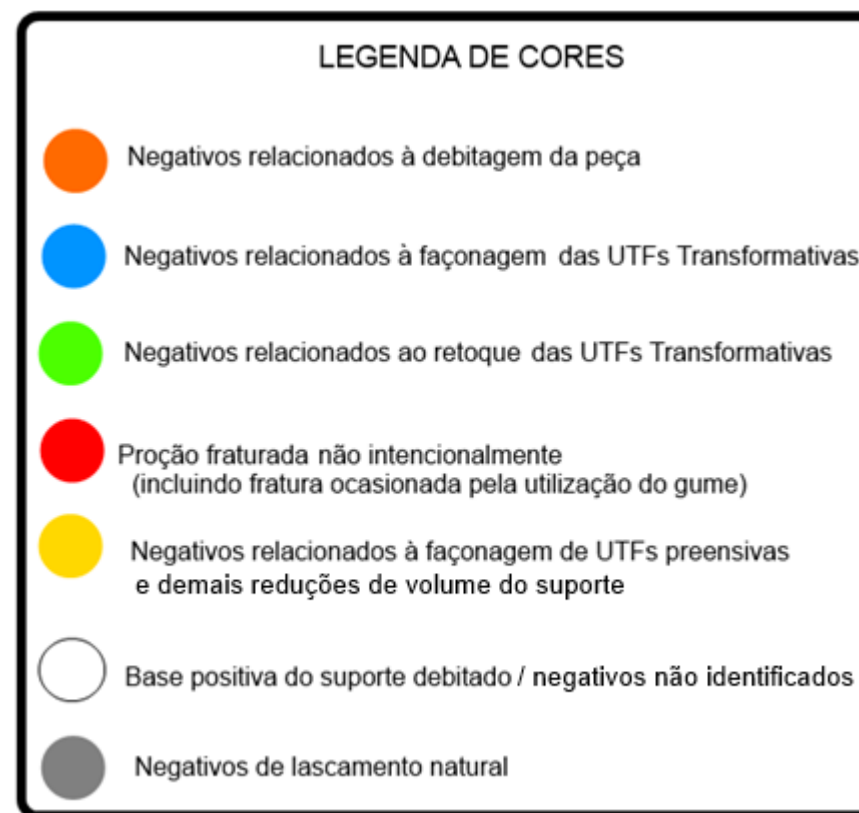 LEGENDA DE CORES
Negativos relacionados à debitagem da peça
Negativos relacionados à façonagem das UTFs Transformativas
Negativos relacionados ao retoque das UTFs Transformativas
Proção fraturada não intencionalmente
(incluindo fratura ocasionada pela utilização do gume)
Negativos relacionados à façonagem de UTFs preensivas
e demais reduções de volume do suporte
Base positiva do suporte debitado / negativos não identificados
Negativos de lascamento natural